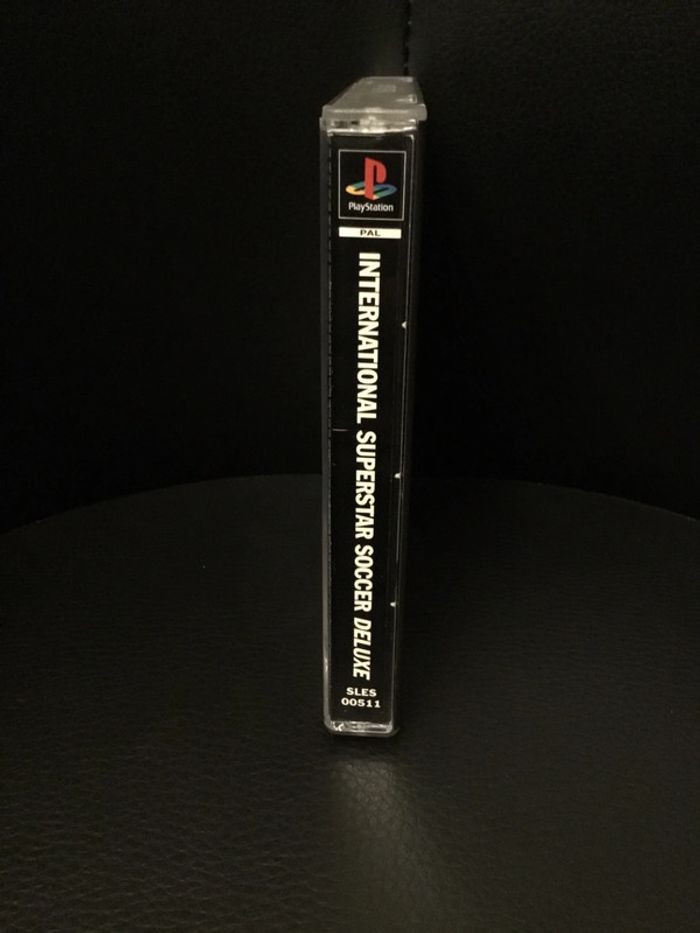 PlayStation
PAL
INTERNATIONAL SUPERSTAR SOCCER DELUXE
SLES
00511